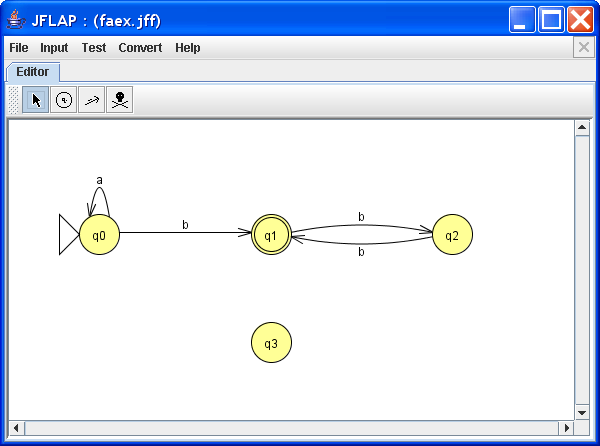 JFLAP : (faex.jff)
File Input Test Convert Help
Editor
a
b
b
q0
q1
q2
b
q3